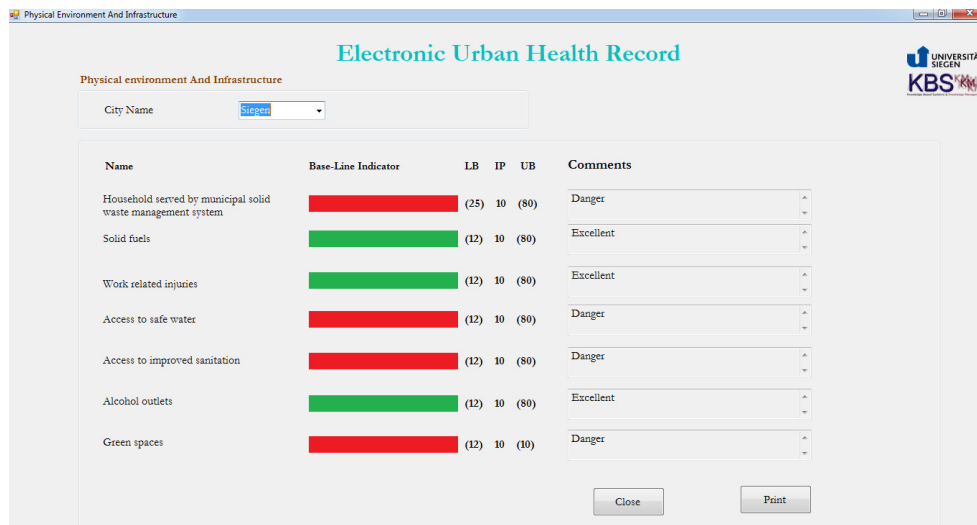 Physical Environment And Infrastructure
Electronic Urban Health Record
UNIVERSITÄ
SIEGEN
KBS
Physical environment And Infrastructure
City Name Siegen
Name Base-Line Indicator LB IP UB Comments
Household served by municipal solid
waste management system
(25) 10 (80) Danger
Solid fuels (12) 10 (80) Excellent
Work related injuries (12) 10 (80) Excellent
Access to safe water (12) 10 (80) Danger
Access to improved sanitation (12) 10 (80) Danger
Alcohol outlets (12) 10 (80) Excellent
Green spaces (12) 10 (10) Danger
Close Print